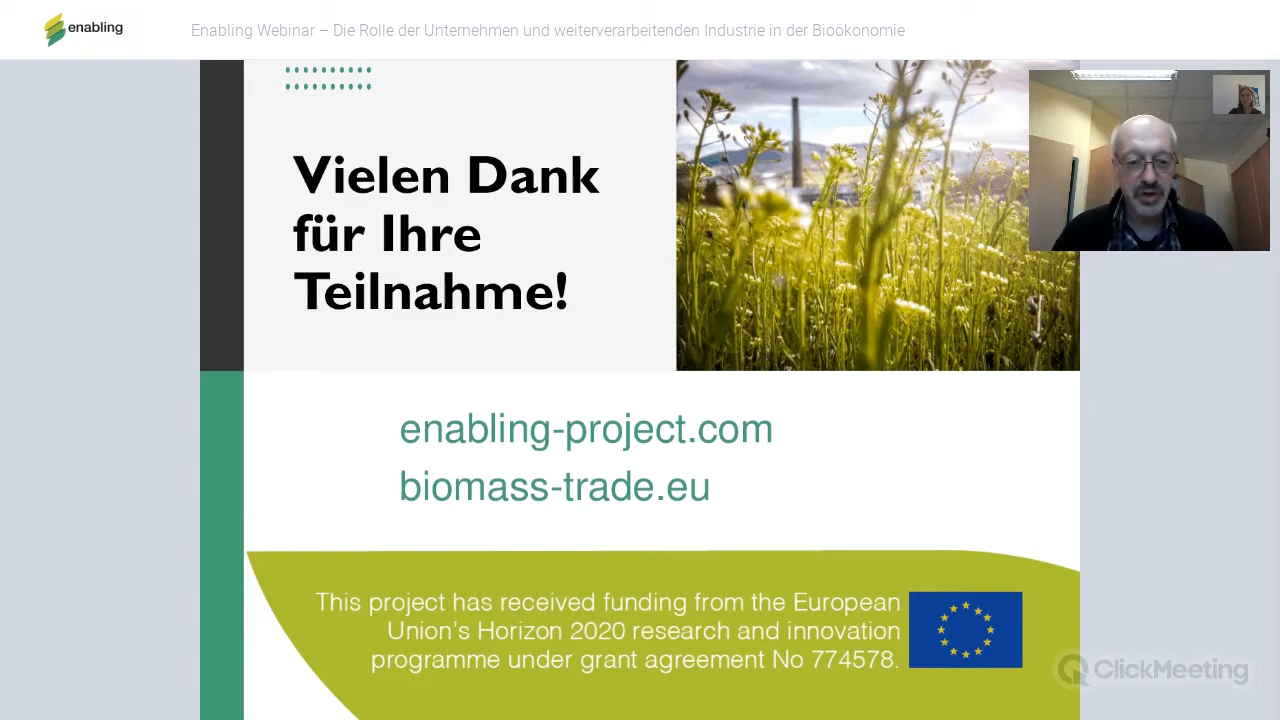 enabling
Enabling Webinar – Die Rolle der Unternehmen und weiterverarbeitenden Industrie in der Bioökonomie
Vielen Dank
für Ihre
Teilnahme!
enabling-project.com
biomass-trade.eu
This project has received funding from the European
Union’s Horizon 2020 research and innovation
programme under grant agreement No 774578.
ClickMeeting